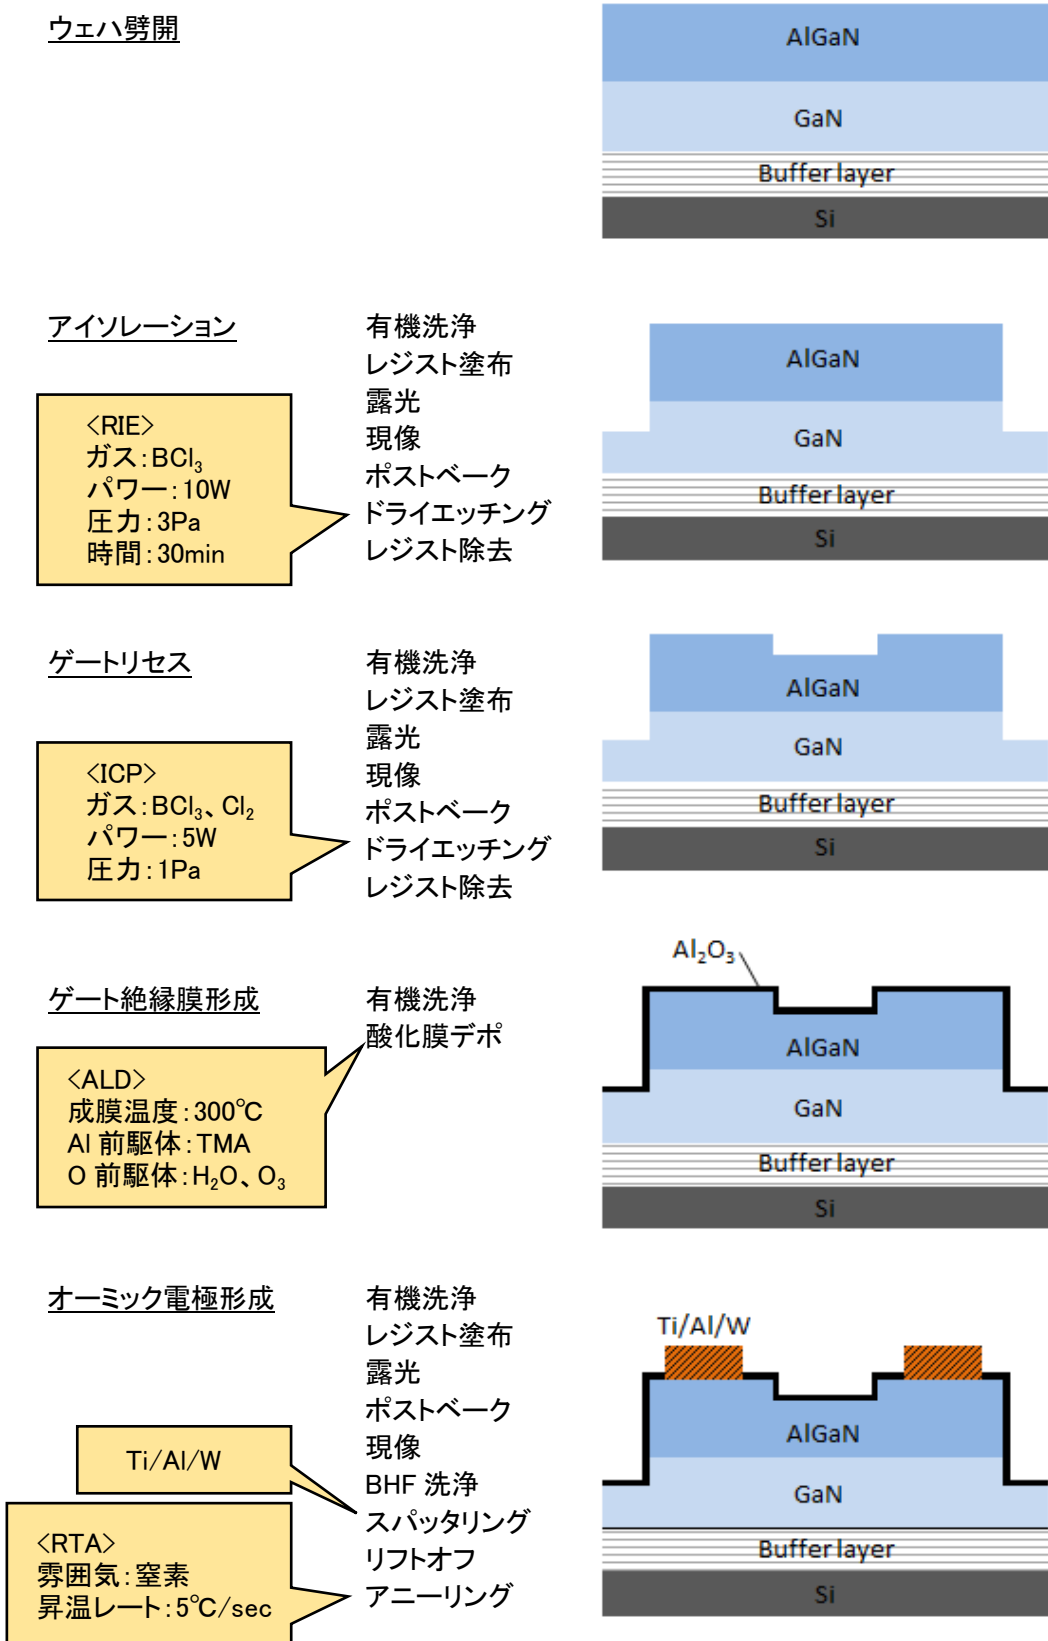 ウェハ劈開
AlGaN
GaN
Buffer layer
Si
アイソレーション
<RIE>
ガス:BCl₃
パワー:10W
圧力:3Pa
時間:30min
有機洗浄
レジスト塗布
露光
現像
ポストベーク
ドライエッチング
レジスト除去
AlGaN
GaN
Buffer layer
Si
ゲートリセス
<ICP>
ガス:BCl₃、Cl₂
パワー:5W
圧力:1Pa
有機洗浄
レジスト塗布
露光
現像
ポストベーク
ドライエッチング
レジスト除去
AlGaN
GaN
Buffer layer
Si
ゲート絶縁膜形成
<ALD>
成膜温度:300℃
Al 前駆体:TMA
O 前駆体:H₂O、O₃
有機洗浄
酸化膜デポ
Al₂O₃
AlGaN
GaN
Buffer layer
Si
オーミック電極形成
Ti/Al/W
<RTA>
雰囲気:窒素
昇温レート:5℃/sec
有機洗浄
レジスト塗布
露光
ポストベーク
現像
BHF 洗浄
スパッタリング
リフトオフ
アニーリング
Ti/Al/W
AlGaN
GaN
Buffer layer
Si